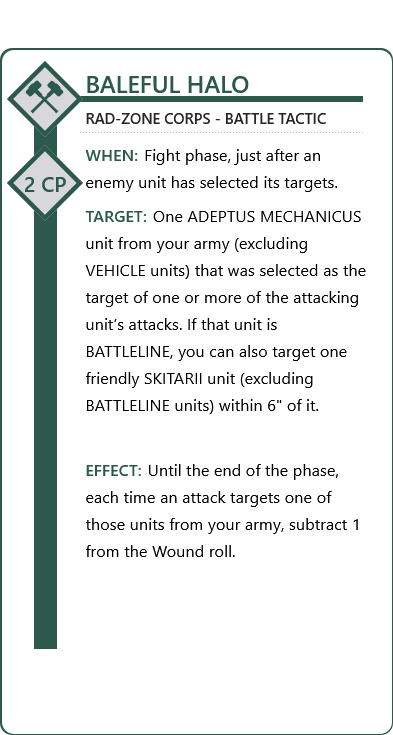 BALEFUL HALO
RAD-ZONE CORPS - BATTLE TACTIC
2 CP
WHEN: Fight phase, just after an
enemy unit has selected its targets.
TARGET: One ADEPTUS MECHANICUS
unit from your army (excluding
VEHICLE units) that was selected as the
target of one or more of the attacking
unit’s attacks. If that unit is
BATTLELINE, you can also target one
friendly SKITARII unit (excluding
BATTLELINE units) within 6" of it.
EFFECT: Until the end of the phase,
each time an attack targets one of
those units from your army, subtract 1
from the Wound roll.